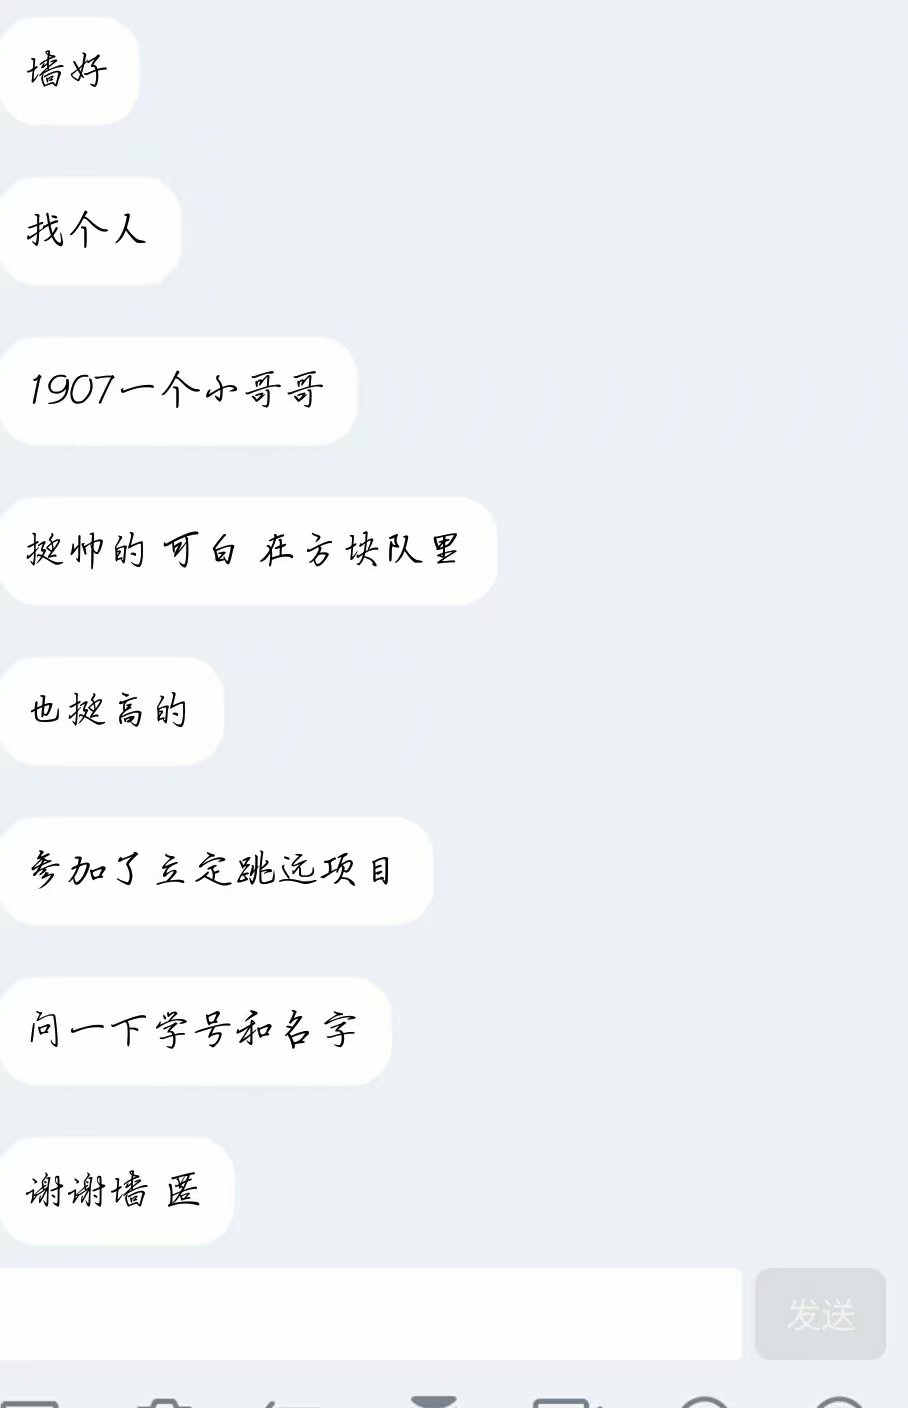 墙好
找个人
1907一个小哥哥
挺帅的 可白 在方块队里
也挺高的
参加了立定跳远项目
问一下学号和名字
谢谢墙 匿
发送